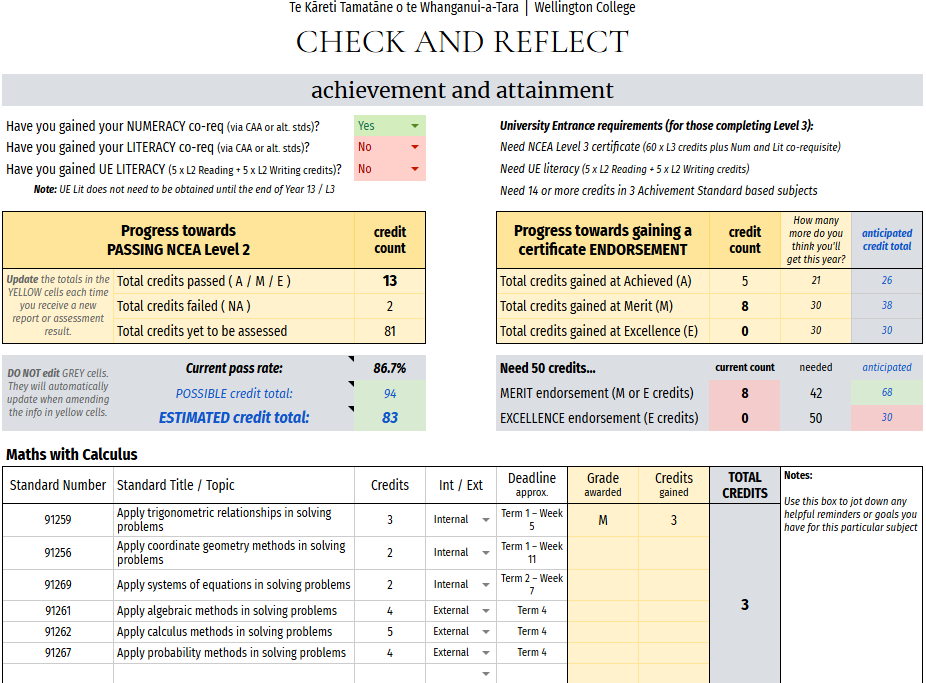 Te Kāreti Tamatāne o te Whanganui-a-Tara | Wellington College
CHECK AND REFLECT
achievement and attainment
Have you gained your NUMERACY co-req (via CAA or alt. stds)? Yes
Have you gained your LITERACY co-req (via CAA or alt. stds)? No
Have you gained UE LITERACY (5 x L2 Reading + 5 x L2 Writing credits)? No
Note: UE Lit does not need to be obtained until the end of Year 13 / L3
University Entrance requirements (for those completing Level 3):
Need NCEA Level 3 certificate (60 x L3 credits plus Num and Lit co-requisite)
Need UE literacy (5 x L2 Reading + 5 x L2 Writing credits)
Need 14 or more credits in 3 Achivement Standard based subjects
Progress towards
PASSING NCEA Level 2
credit
count
Update the totals in the
YELLOW cells each time
you receive a new
report or assessment
result.
Total credits passed ( A / M / E ) 13
Total credits failed ( NA ) 2
Total credits yet to be assessed 81
Progress towards gaining a
certificate ENDORSEMENT
credit
count
How many
more do you
think you'll
get this year?
anticipated
credit total
Total credits gained at Achieved (A) 5 21 26
Total credits gained at Merit (M) 8 30 38
Total credits gained at Excellence (E) 0 30 30
DO NOT edit GREY cells.
They will automatically
update when amending
the info in yellow cells.
Current pass rate: 86.7%
POSSIBLE credit total: 94
ESTIMATED credit total: 83
Need 50 credits... current count needed anticipated
MERIT endorsement (M or E credits) 8 42 68
EXCELLENCE endorsement (E credits) 0 50 30
Maths with Calculus
Standard Number Standard Title / Topic Credits Int / Ext
Deadline
approx.
Grade
awarded
Credits
gained
TOTAL
CREDITS
Notes:
Use this box to jot down any
helpful reminders or goals you
have for this particular subject
91259
Apply trigonometric relationships in solving
problems
3 Internal
Term 1 – Week
5
M 3
91256
Apply coordinate geometry methods in solving
problems
2 Internal
Term 1 – Week
11
91269 Apply systems of equations in solving problems 2 Internal
Term 2 – Week
7
91261 Apply algebraic methods in solving problems 4 External Term 4
3
91262 Apply calculus methods in solving problems 5 External Term 4
91267 Apply probability methods in solving problems 4 External Term 4